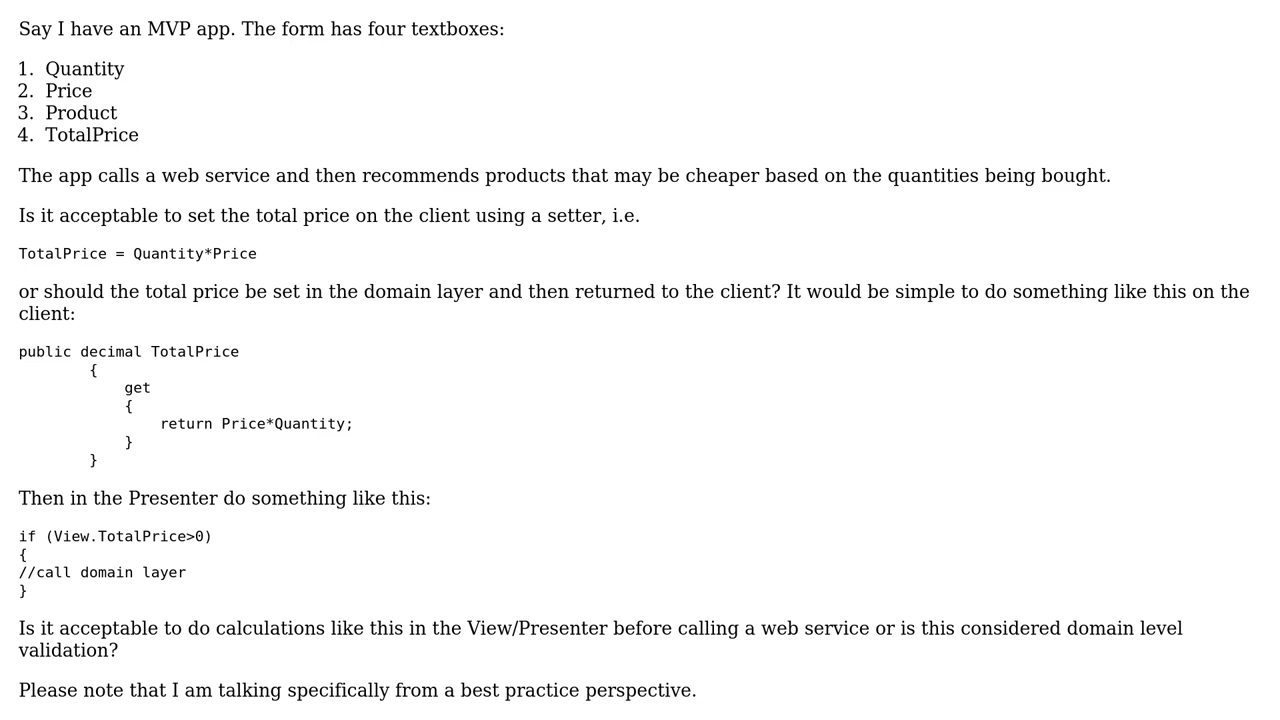 Say I have an MVP app. The form has four textboxes:
1. Quantity
2. Price
3. Product
4. TotalPrice
The app calls a web service and then recommends products that may be cheaper based on the quantities being bought.
Is it acceptable to set the total price on the client using a setter, i.e.
TotalPrice = Quantity*Price
or should the total price be set in the domain layer and then returned to the client? It would be simple to do something like this on the
client:
public decimal TotalPrice
        {
            get
            {
                return Price*Quantity;
            }
        }
Then in the Presenter do something like this:
if (View.TotalPrice>0)
{
//call domain layer
}
Is it acceptable to do calculations like this in the View/Presenter before calling a web service or is this considered domain level
validation?
Please note that I am talking specifically from a best practice perspective.